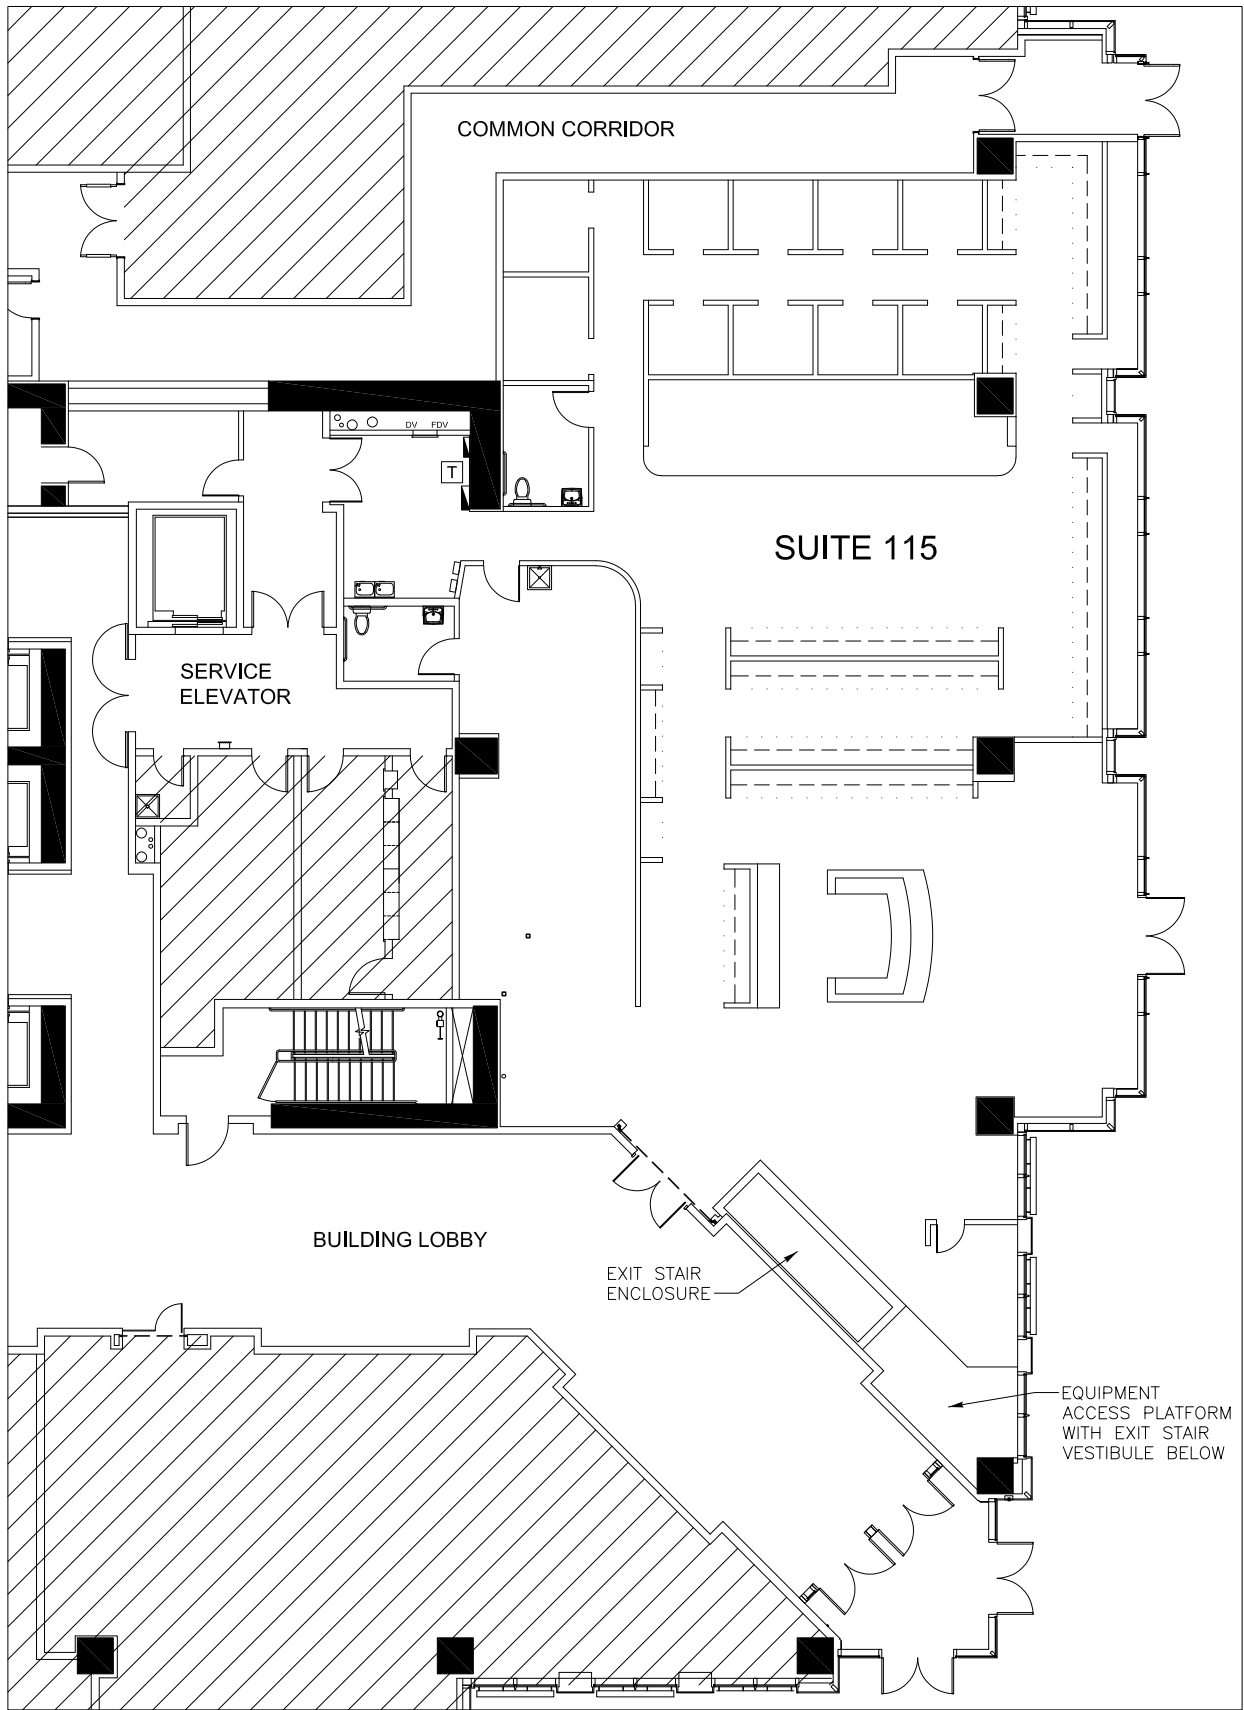 COMMON CORRIDOR
DV FDV
T
SUITE 115
SERVICE
ELEVATOR
BUILDING LOBBY
EXIT STAIR
ENCLOSURE
EQUIPMENT
ACCESS PLATFORM
WITH EXIT STAIR
VESTIBULE BELOW